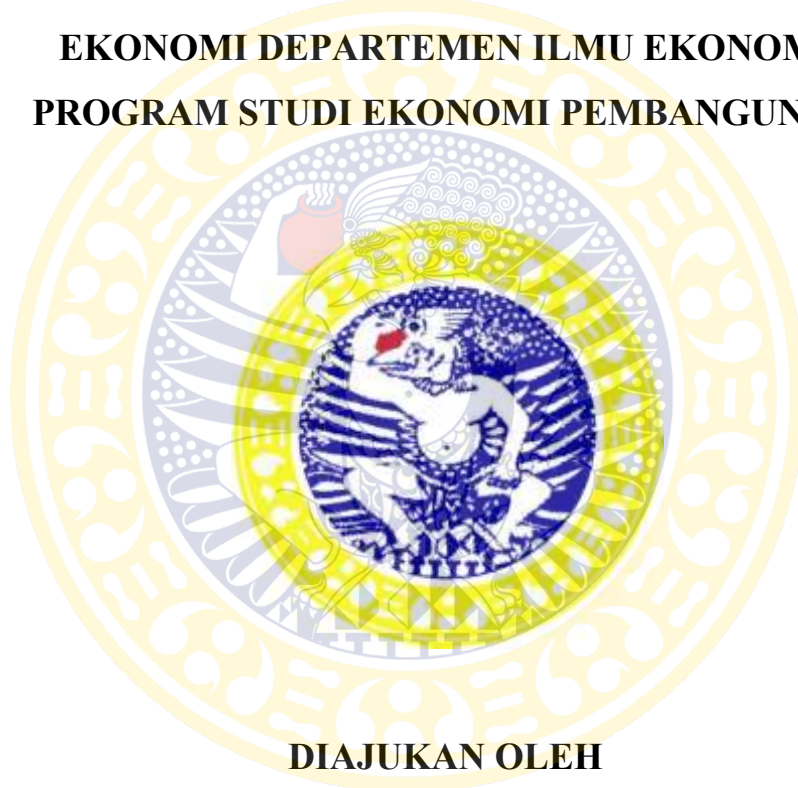 EKONOMI DEPARTEMEN ILMU EKONOM
PROGRAM STUDI EKONOMI PEMBANGUN
DIAJUKAN OLEH